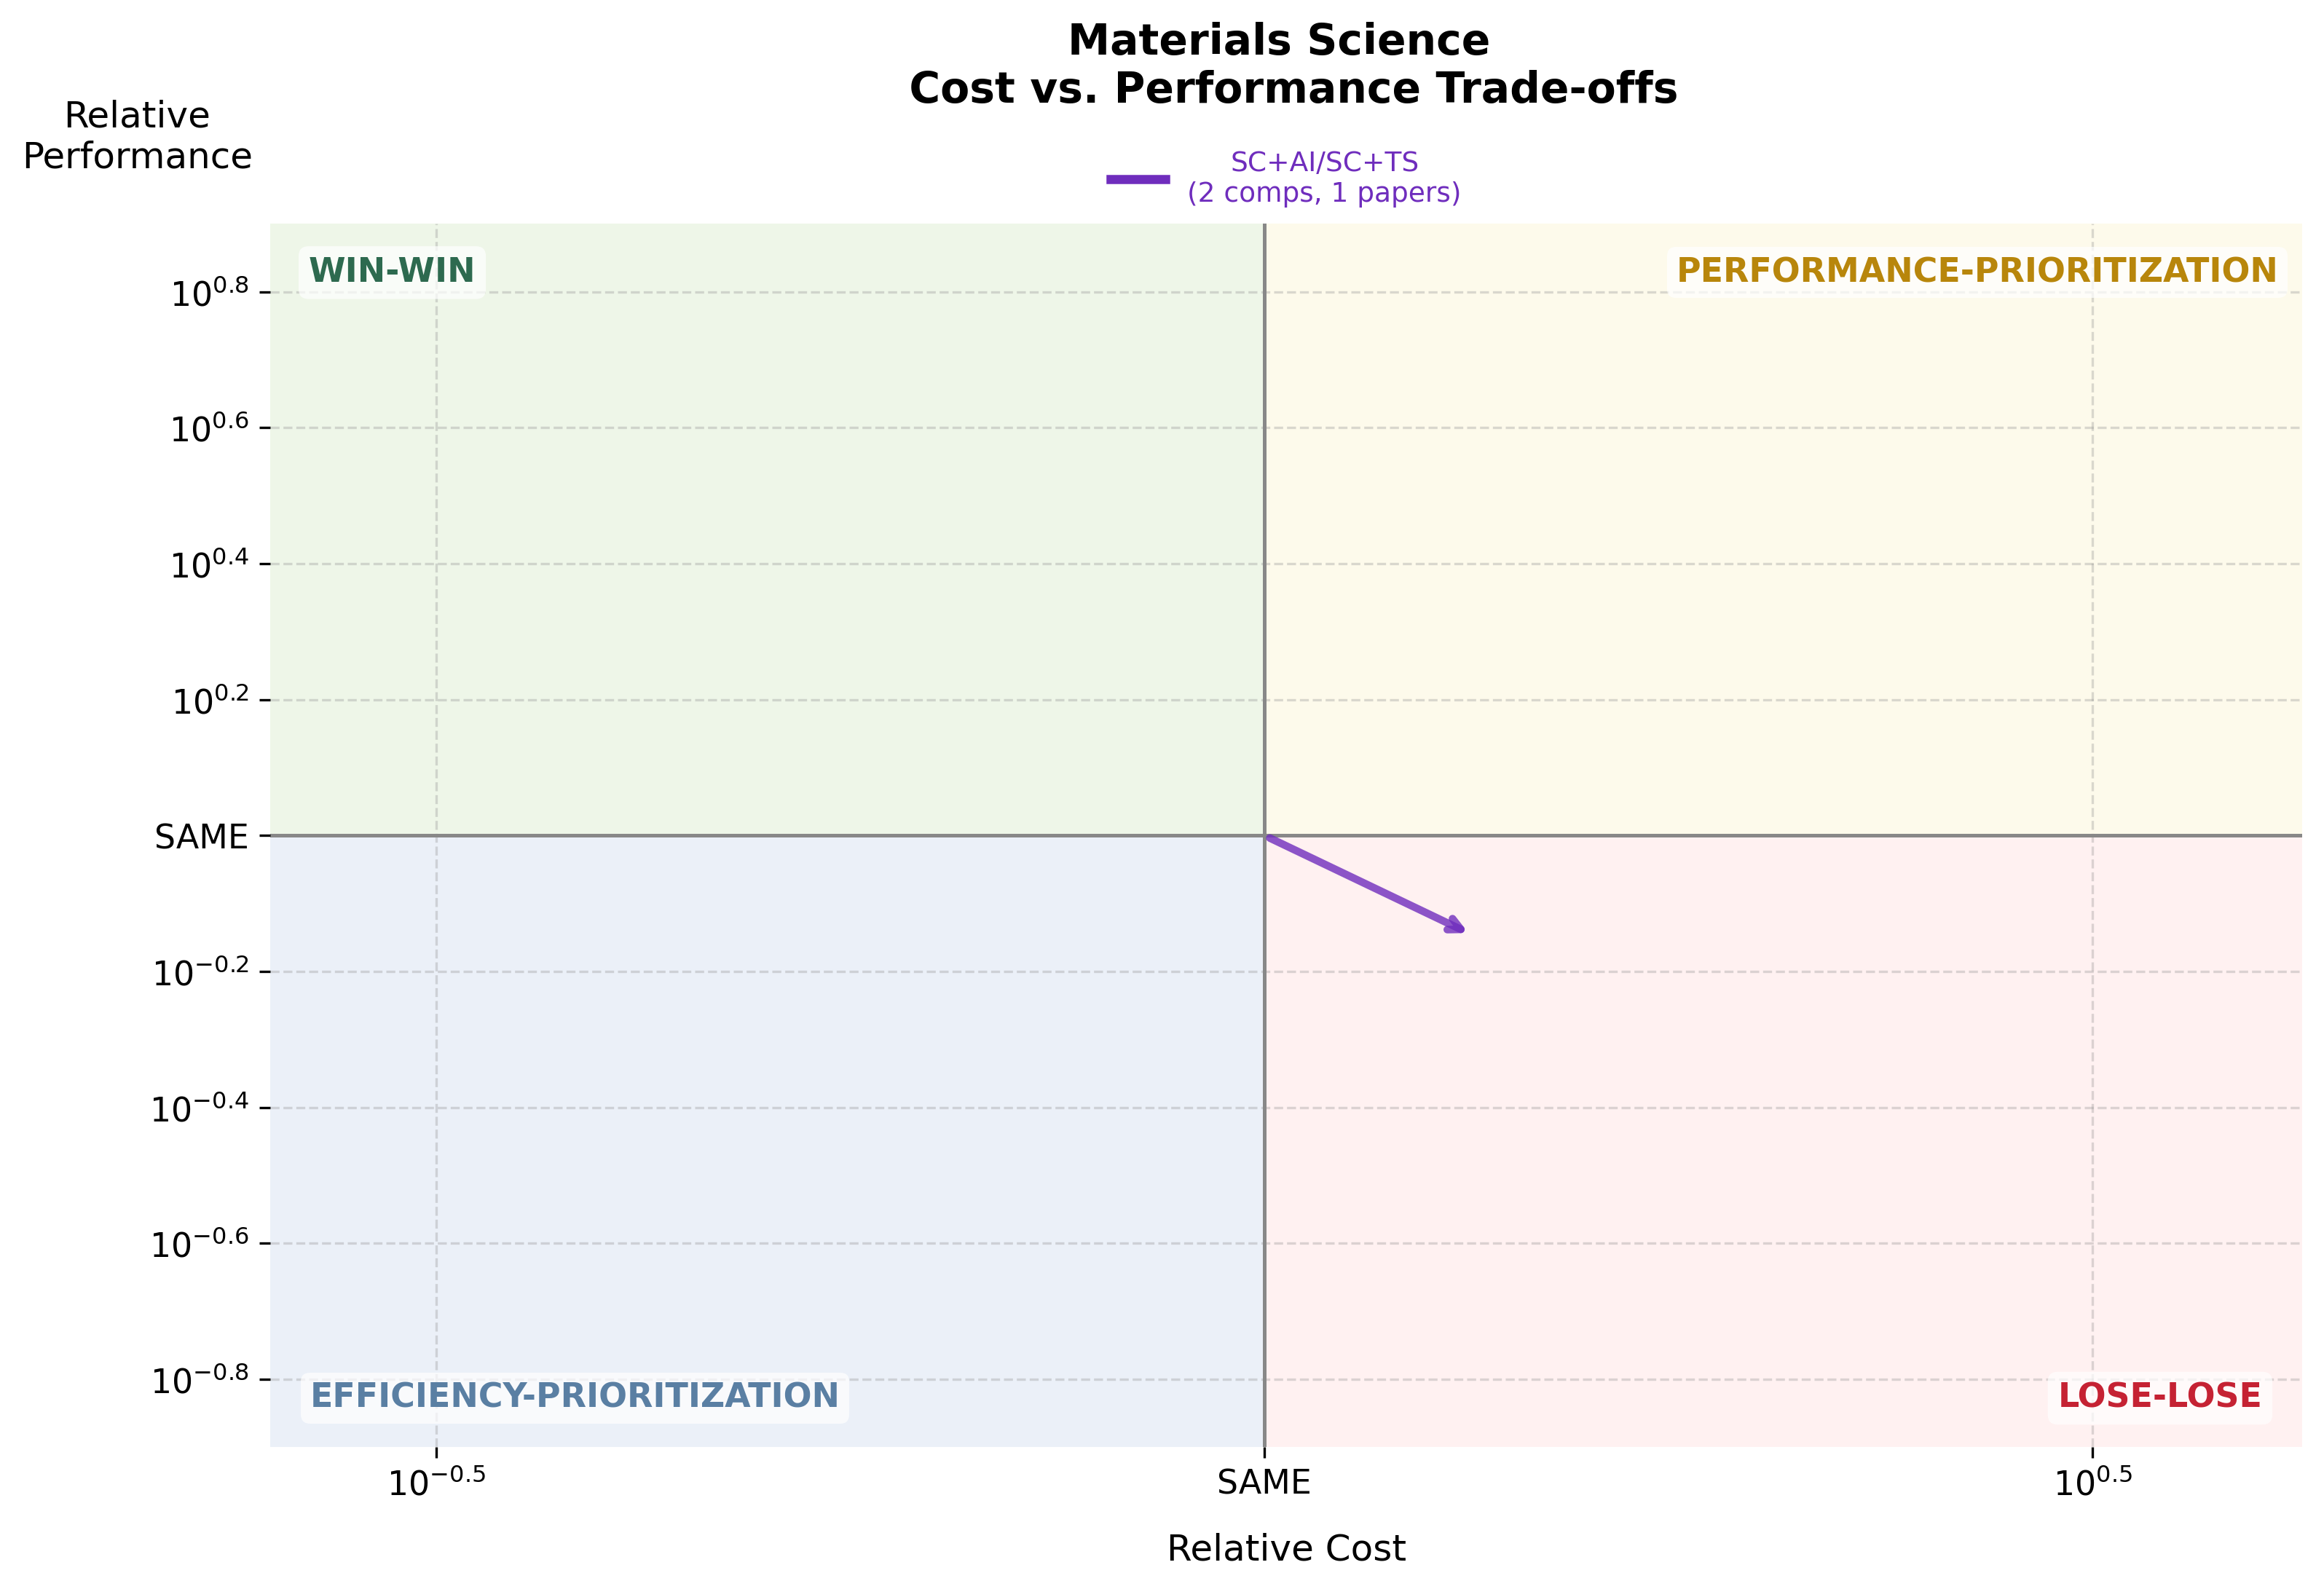 Materials Science
Cost vs. Performance Trade-offs
Relative
Performance
SC+AI/SC+TS
(2 comps, 1 papers)
WIN-WIN
PERFORMANCE-PRIORITIZATION
10^0.8
10^0.6
10^0.4
10^0.2
SAME
10^−0.2
10^−0.4
10^−0.6
10^−0.8
EFFICIENCY-PRIORITIZATION
LOSE-LOSE
10^−0.5
SAME
10^0.5
Relative Cost